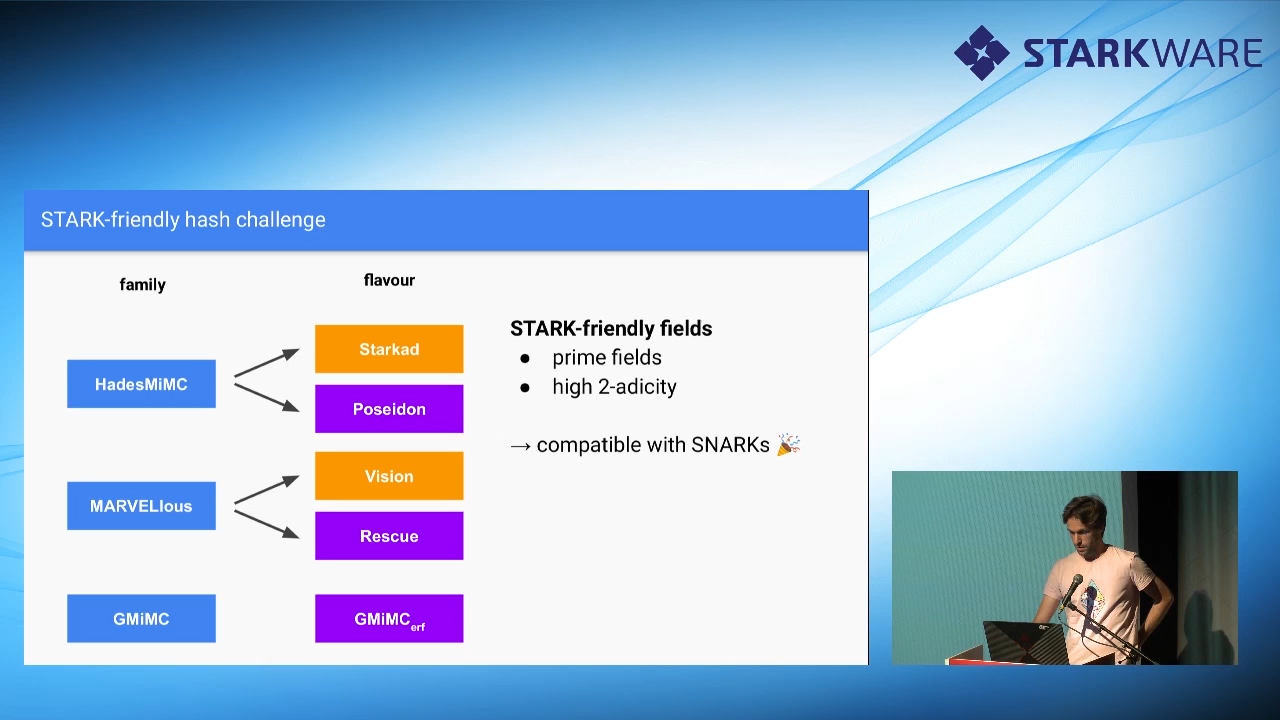 STARKWARE
STARK-friendly hash challenge
family
flavour
HadesMiMC
Starkad
Poseidon
MARVELlous
Vision
Rescue
GMiMC
GMiMCerf
STARK-friendly fields
● prime fields
● high 2-adicity
→ compatible with SNARKs 🎉